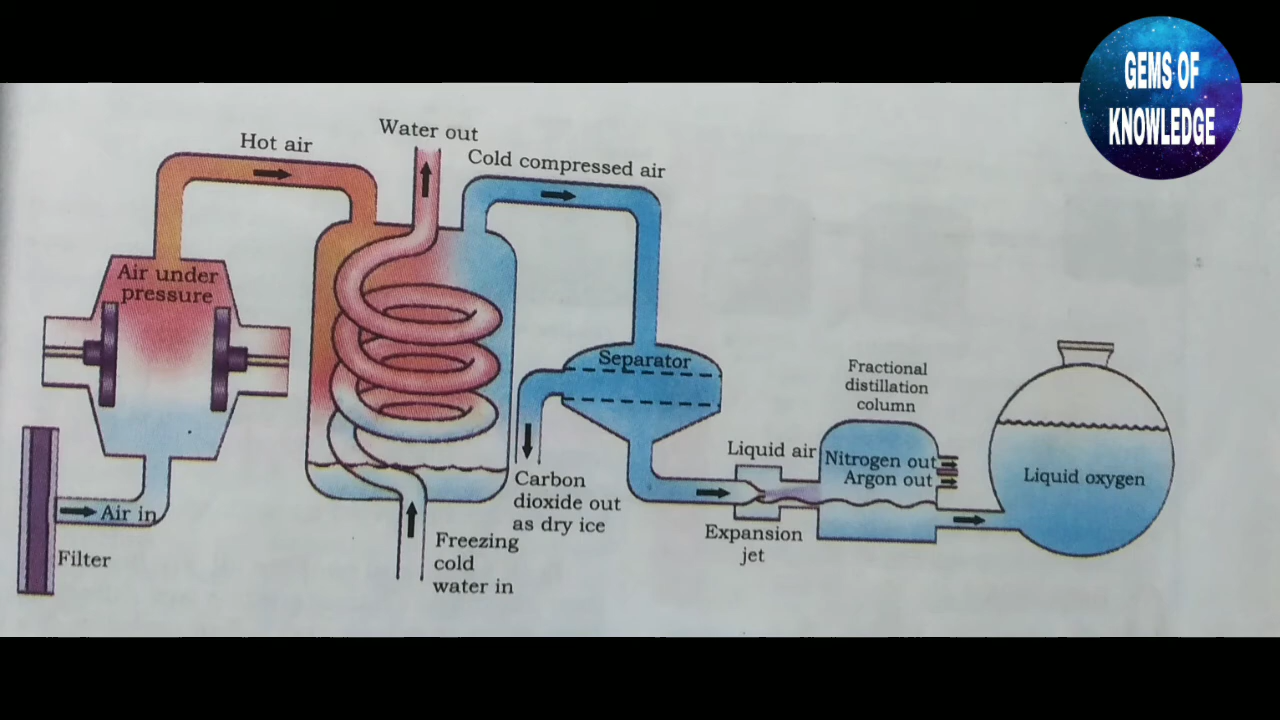 GEMS OF
KNOWLEDGE
Water out
Hot air
Cold compressed air
Air under
pressure
Separator
Fractional
distillation
column
Liquid air
Nitrogen out
Argon out
Liquid oxygen
Carbon
dioxide out
as dry ice
Air in
Expansion
jet
Filter
Freezing
cold
water in